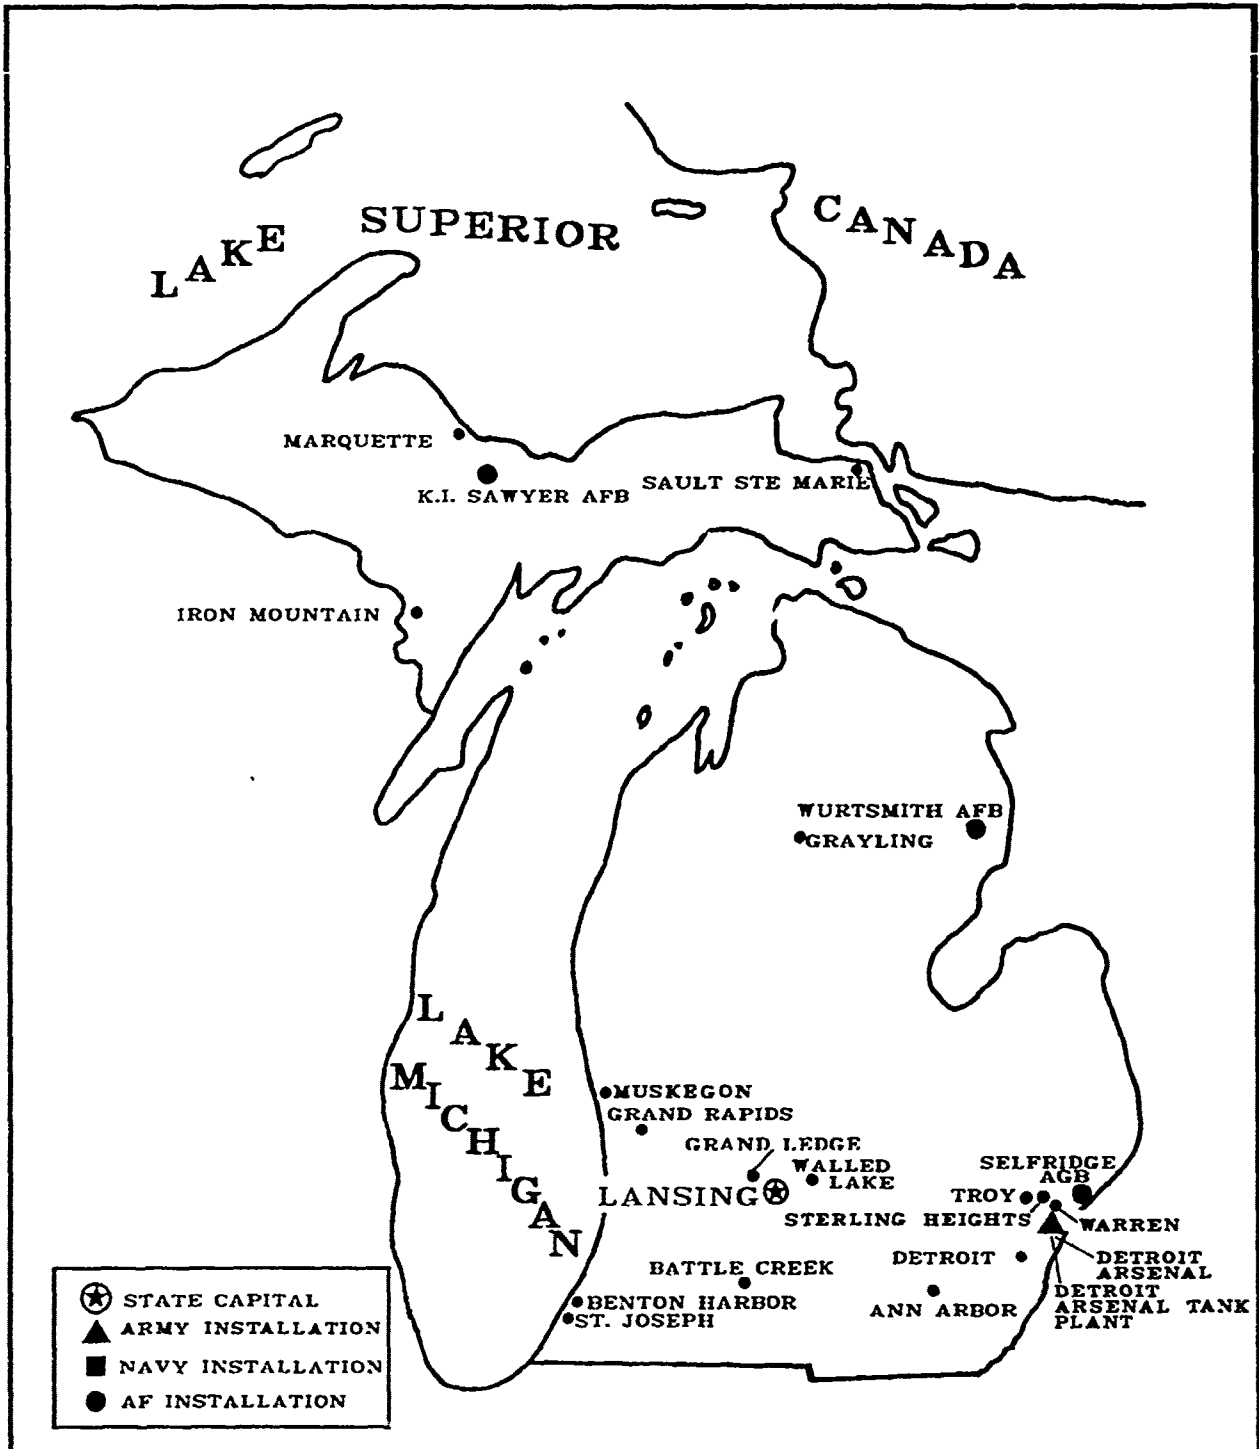 LAKE SUPERIOR
CANADA
MARQUETTE
K.I. SAWYER AFB
SAULT STE MARIE
IRON MOUNTAIN
WURTSMITH AFB
GRAYLING
LAKE
MICHIGAN
MUSKEGON
GRAND RAPIDS
GRAND LEDGE
WALLED
LAKE
LANSING
SELFRIDGE
AGB
TROY
STERLING HEIGHTS
WARREN
DETROIT
DETROIT
ARSENAL
BATTLE CREEK
ANN ARBOR
DETROIT
ARSENAL TANK
PLANT
BENTON HARBOR
ST. JOSEPH
STATE CAPITAL
ARMY INSTALLATION
NAVY INSTALLATION
AF INSTALLATION